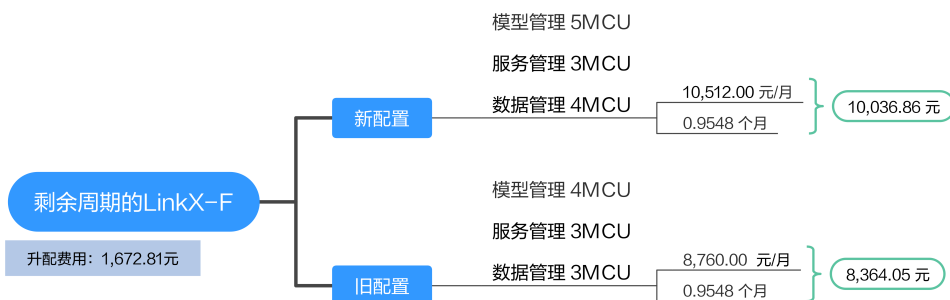 模型管理 5MCU
服务管理 3MCU
数据管理 4MCU
新配置
10,512.00 元/月
0.9548 个月
10,036.86 元
剩余周期的LinkX-F
升配费用：1,672.81元
模型管理 4MCU
服务管理 3MCU
数据管理 3MCU
旧配置
8,760.00 元/月
0.9548 个月
8,364.05 元